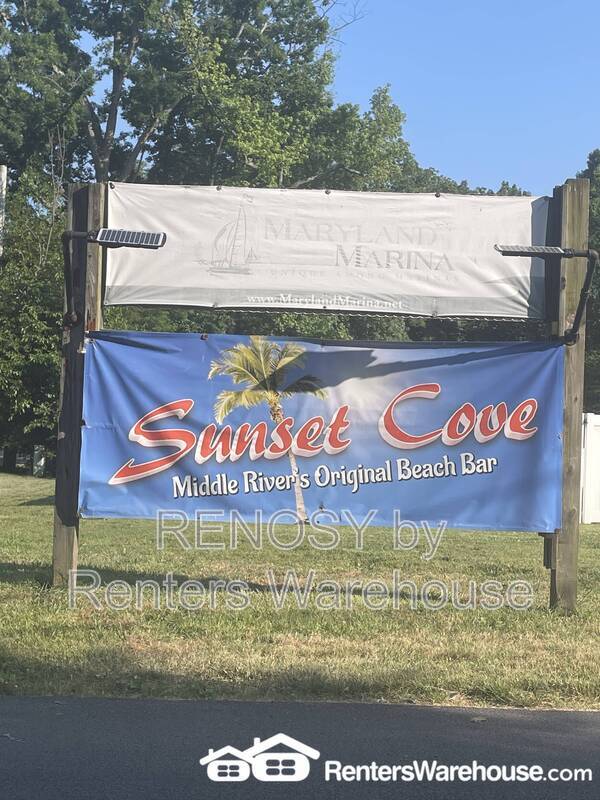 MARYLAND
MARINA
www.MarylandMarina.net
Sunset Cove
Middle River's Original Beach Bar
RENOSY by
Renters Warehouse
RentersWarehouse.com